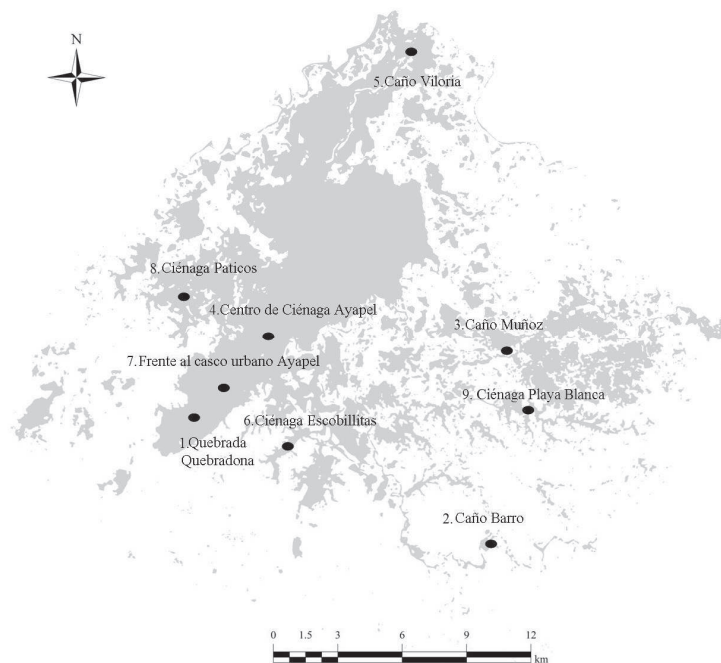 N
5.Caño Viloria
8.Ciénaga Paticos
4.Centro de Ciénaga Ayapel
3.Caño Muñoz
7.Frente al casco urbano Ayapel
9. Ciénaga Playa Blanca
6.Ciénaga Escobillitas
1.Quebrada
Quebradona
2.Caño Barro
0 1.5 3 6 9 12
km